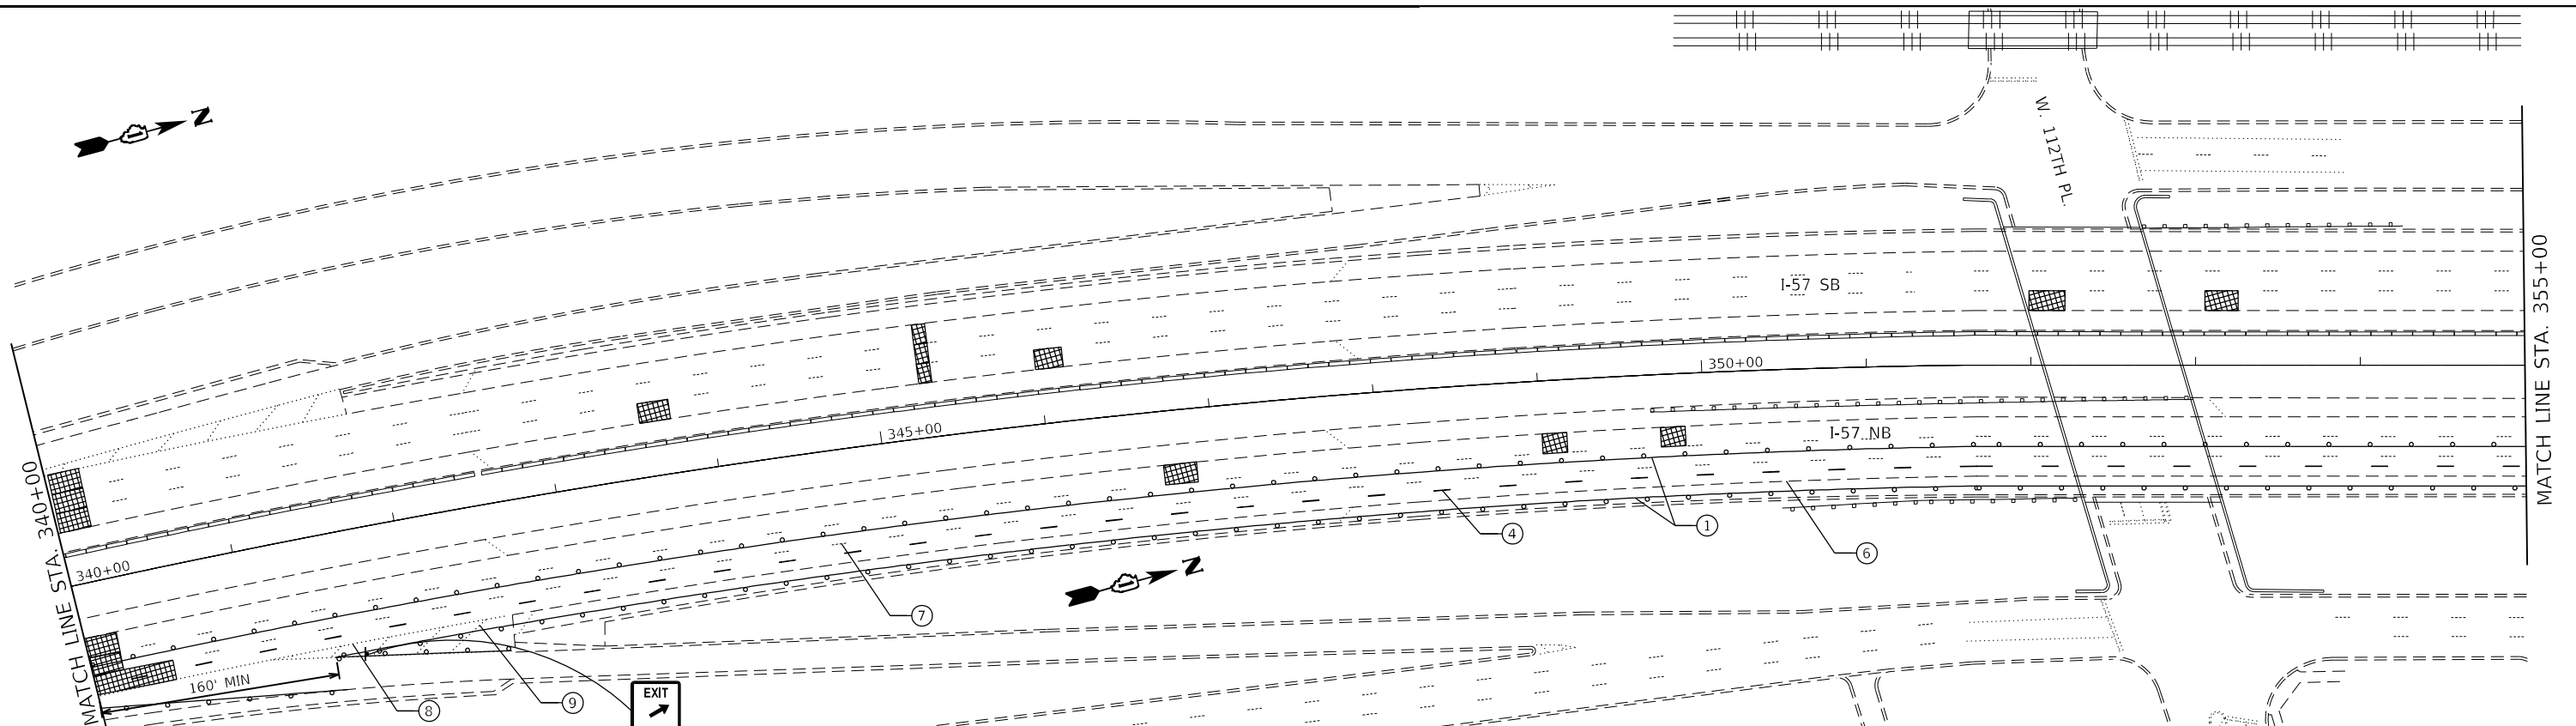 N
W. 112TH PL.
I-57 SB
MATCH LINE STA. 355+00
350+00
345+00
I-57 NB
MATCH LINE STA. 340+00
340+00
4
1
6
N
7
160' MIN
EXIT
9
8